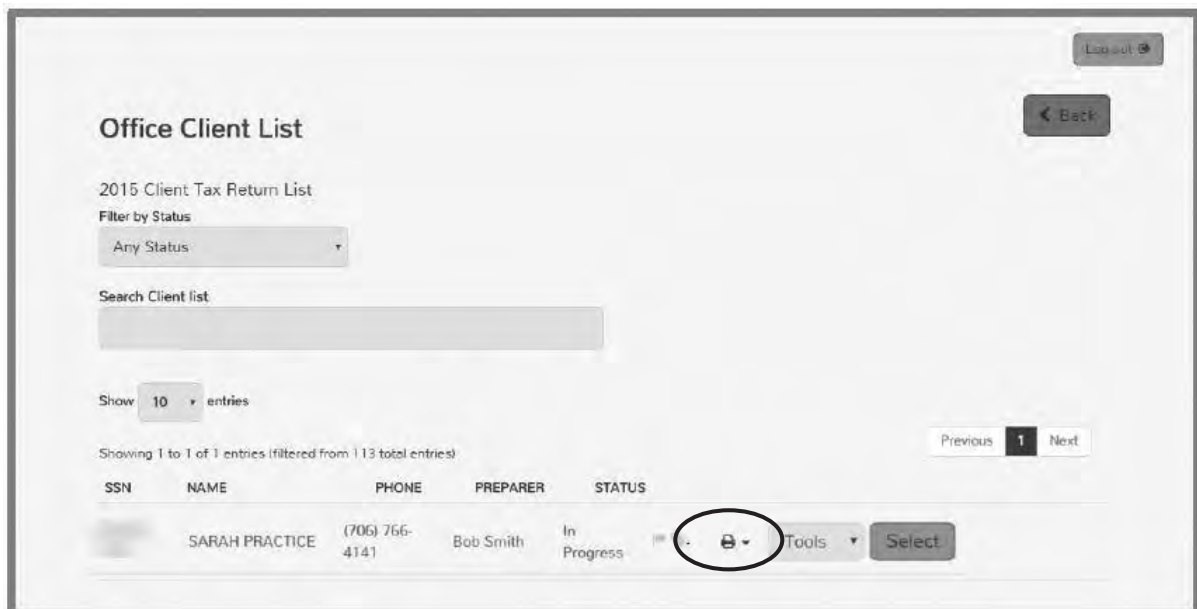 Log out
Back
Office Client List
2015 Client Tax Return List
Filter by Status
Any Status
Search Client list
Show 10 entries
Previous 1 Next
Showing 1 to 1 of 1 entries (filtered from 113 total entries)
SSN NAME PHONE PREPARER STATUS
SARAH PRACTICE (706) 766-4141 Bob Smith In Progress Tools Select